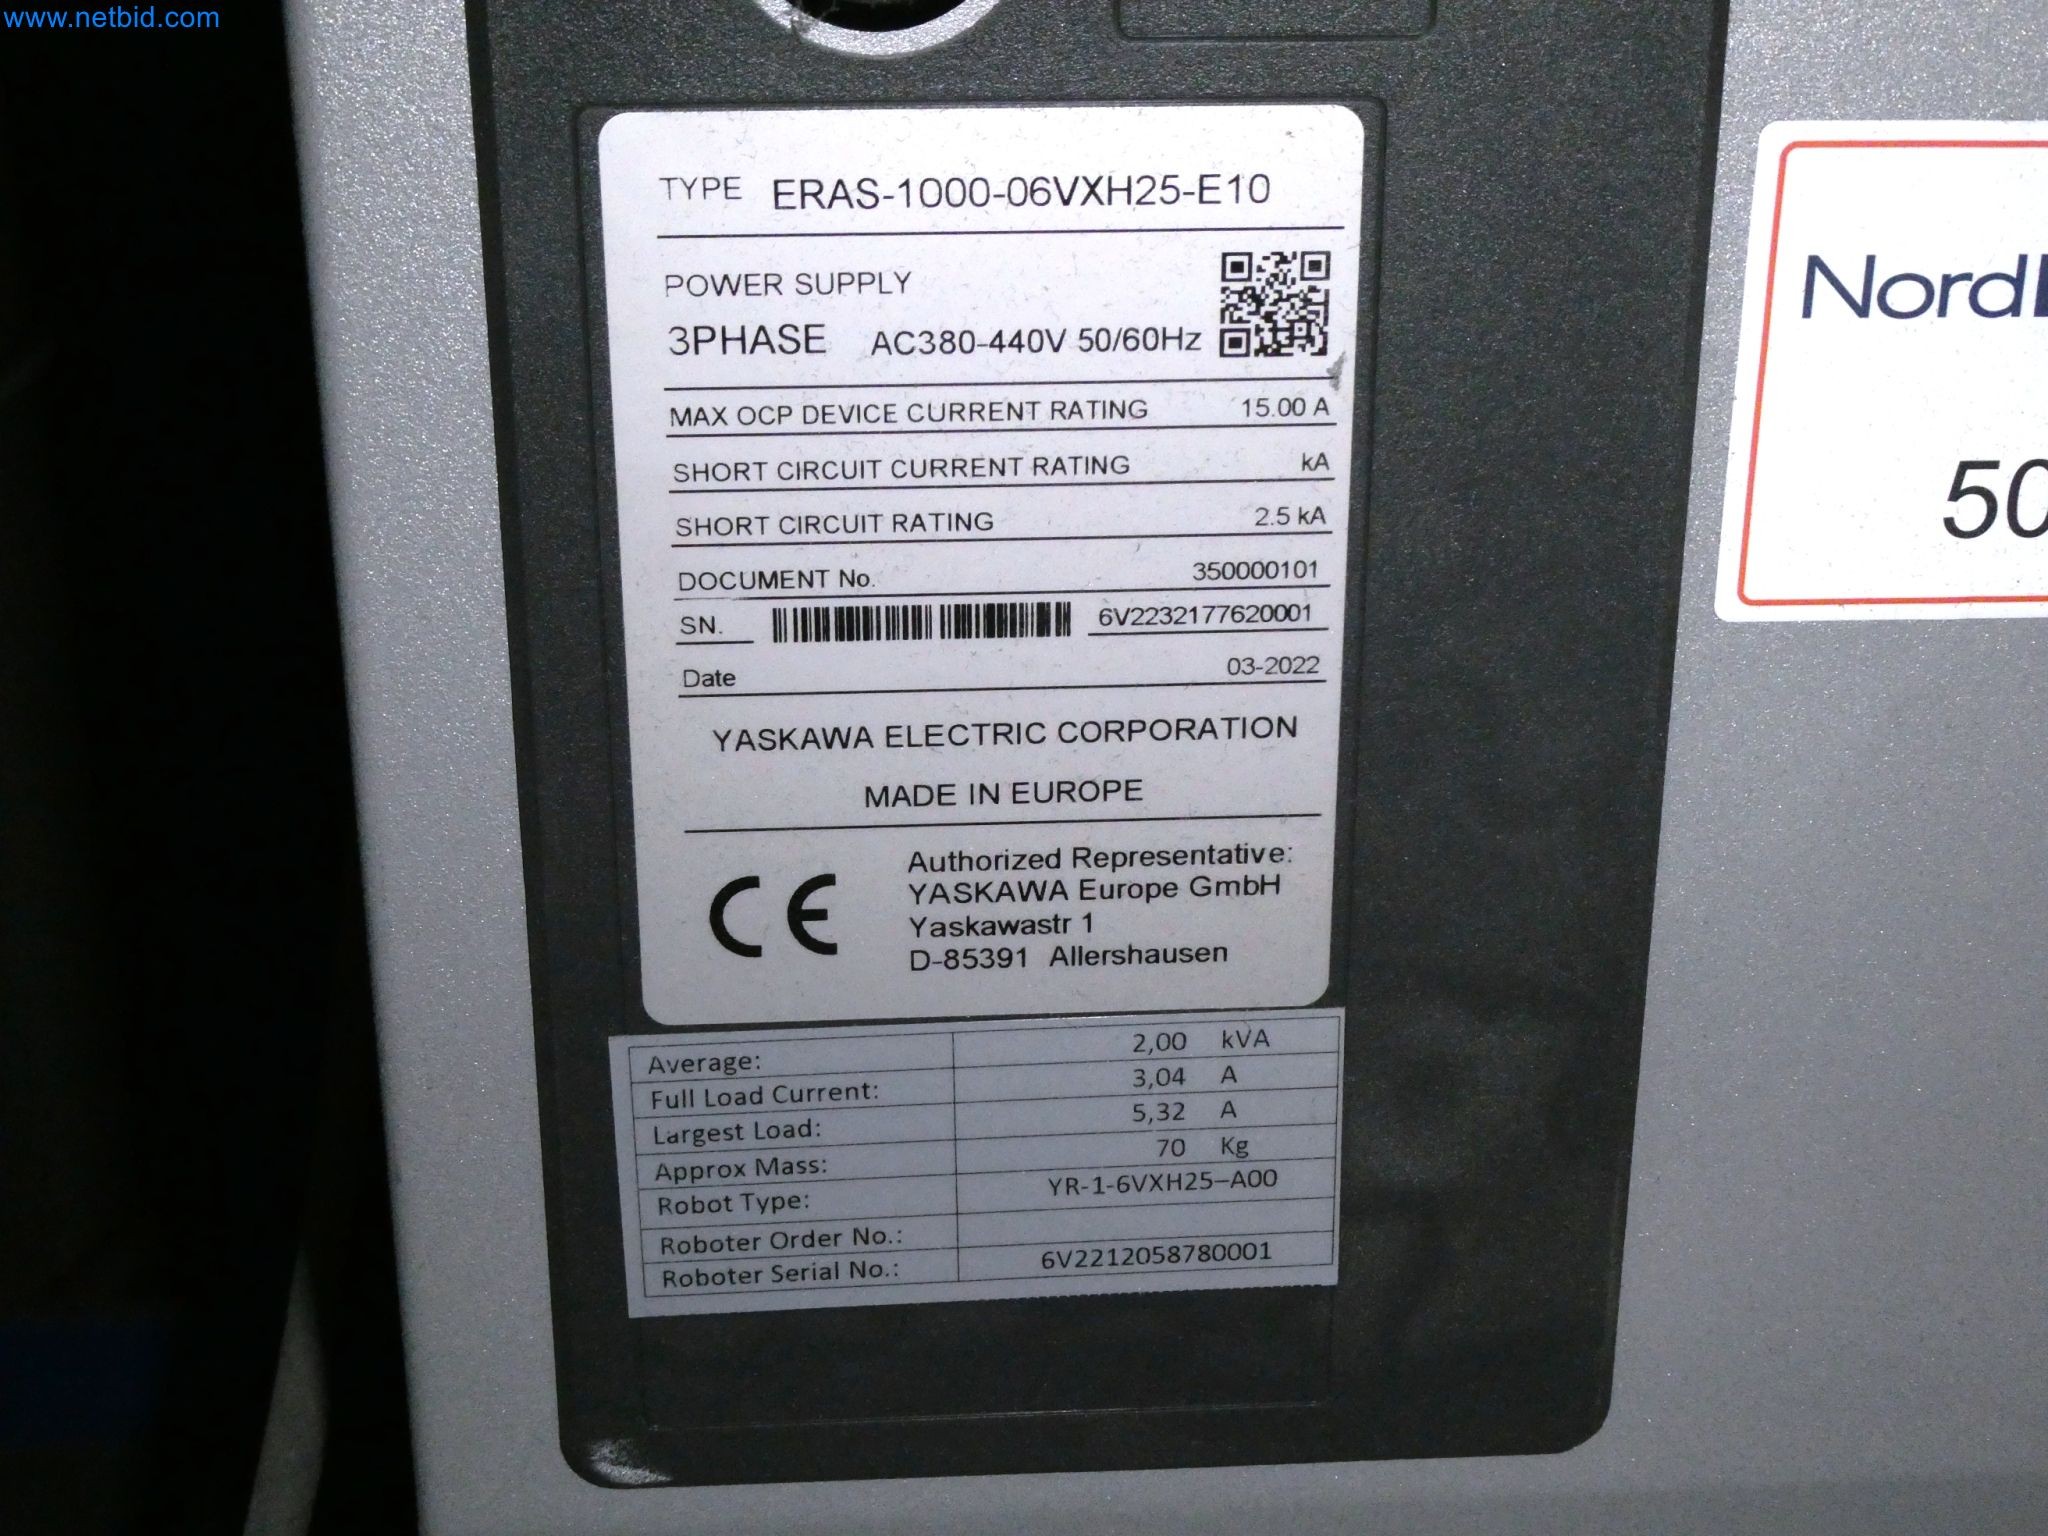 www.netbid.com
TYPE ERAS-1000-06VXH25-E10
POWER SUPPLY
3PHASE AC380-440V 50/60Hz
MAX OCP DEVICE CURRENT RATING 15.00 A
SHORT CIRCUIT CURRENT RATING kA
SHORT CIRCUIT RATING 2.5 kA
DOCUMENT No. 350000101
SN. 6V2232177620001
Date 03-2022
YASKAWA ELECTRIC CORPORATION
MADE IN EUROPE
CE
Authorized Representative:
YASKAWA Europe GmbH
Yaskawastr 1
D-85391 Allershausen
Average: 2,00 kVA
Full Load Current: 3,04 A
Largest Load: 5,32 A
Approx Mass: 70 Kg
Robot Type: YR-1-6VXH25-A00
Roboter Order No.:
Roboter Serial No.: 6V2212058780001
Nord
50